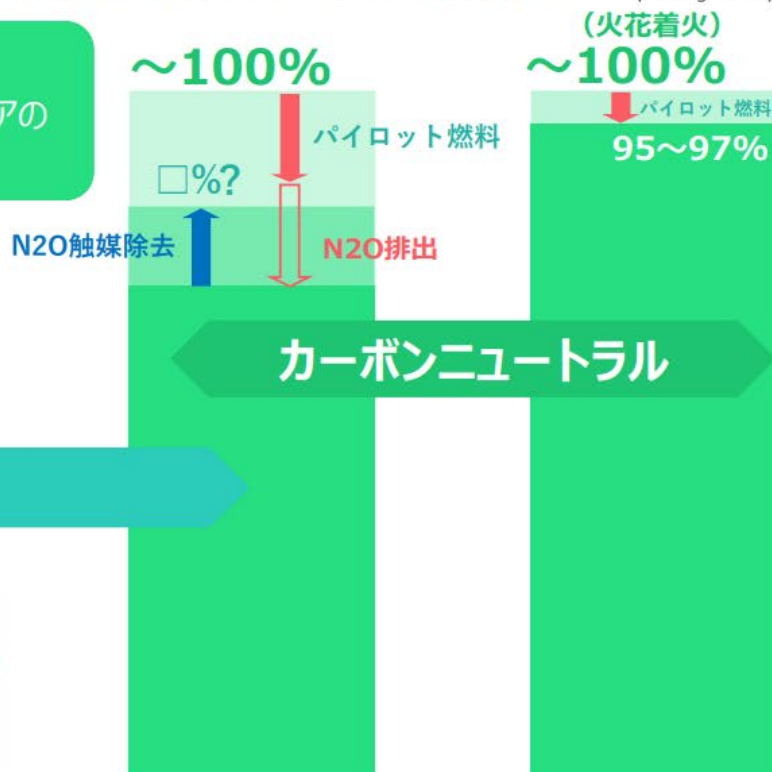 （火花着火）
～100%
～100%
アの
パイロット燃料
パイロット燃料
95～97%
□%?
N2O触媒除去
N2O排出
カーボンニュートラル